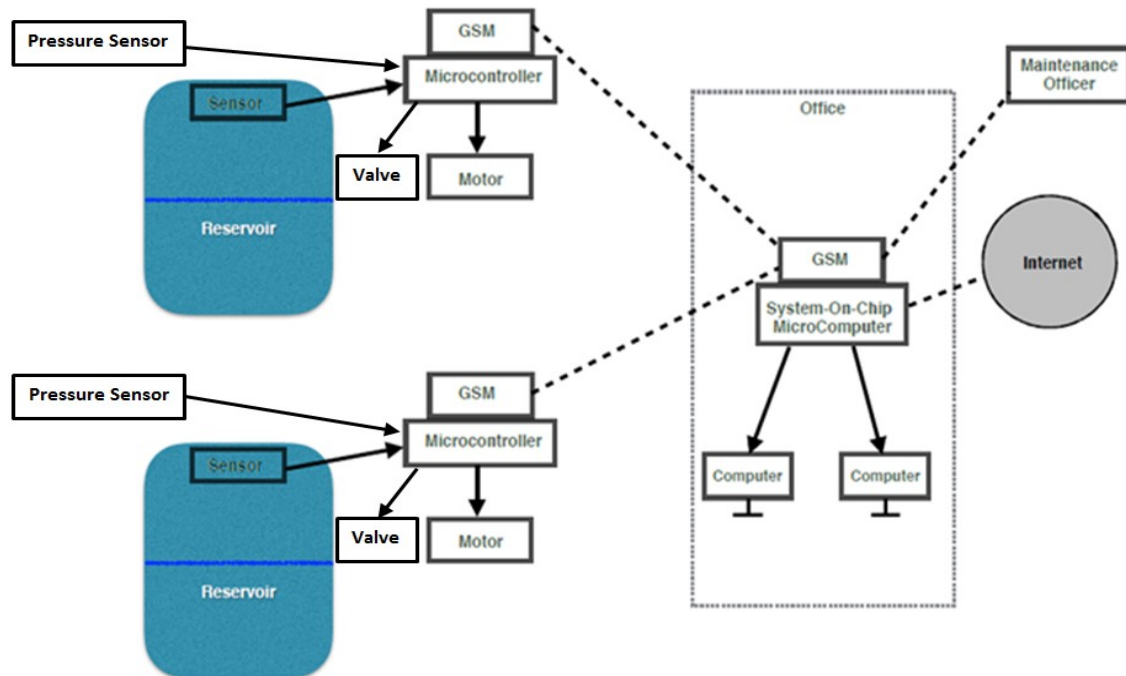 GSM
Pressure Sensor
Microcontroller
Sensor
Valve
Motor
Reservoir
Office
Maintenance
Officer
GSM
Internet
System-On-Chip
MicroComputer
Pressure Sensor
GSM
Microcontroller
Sensor
Valve
Motor
Reservoir
Computer
Computer